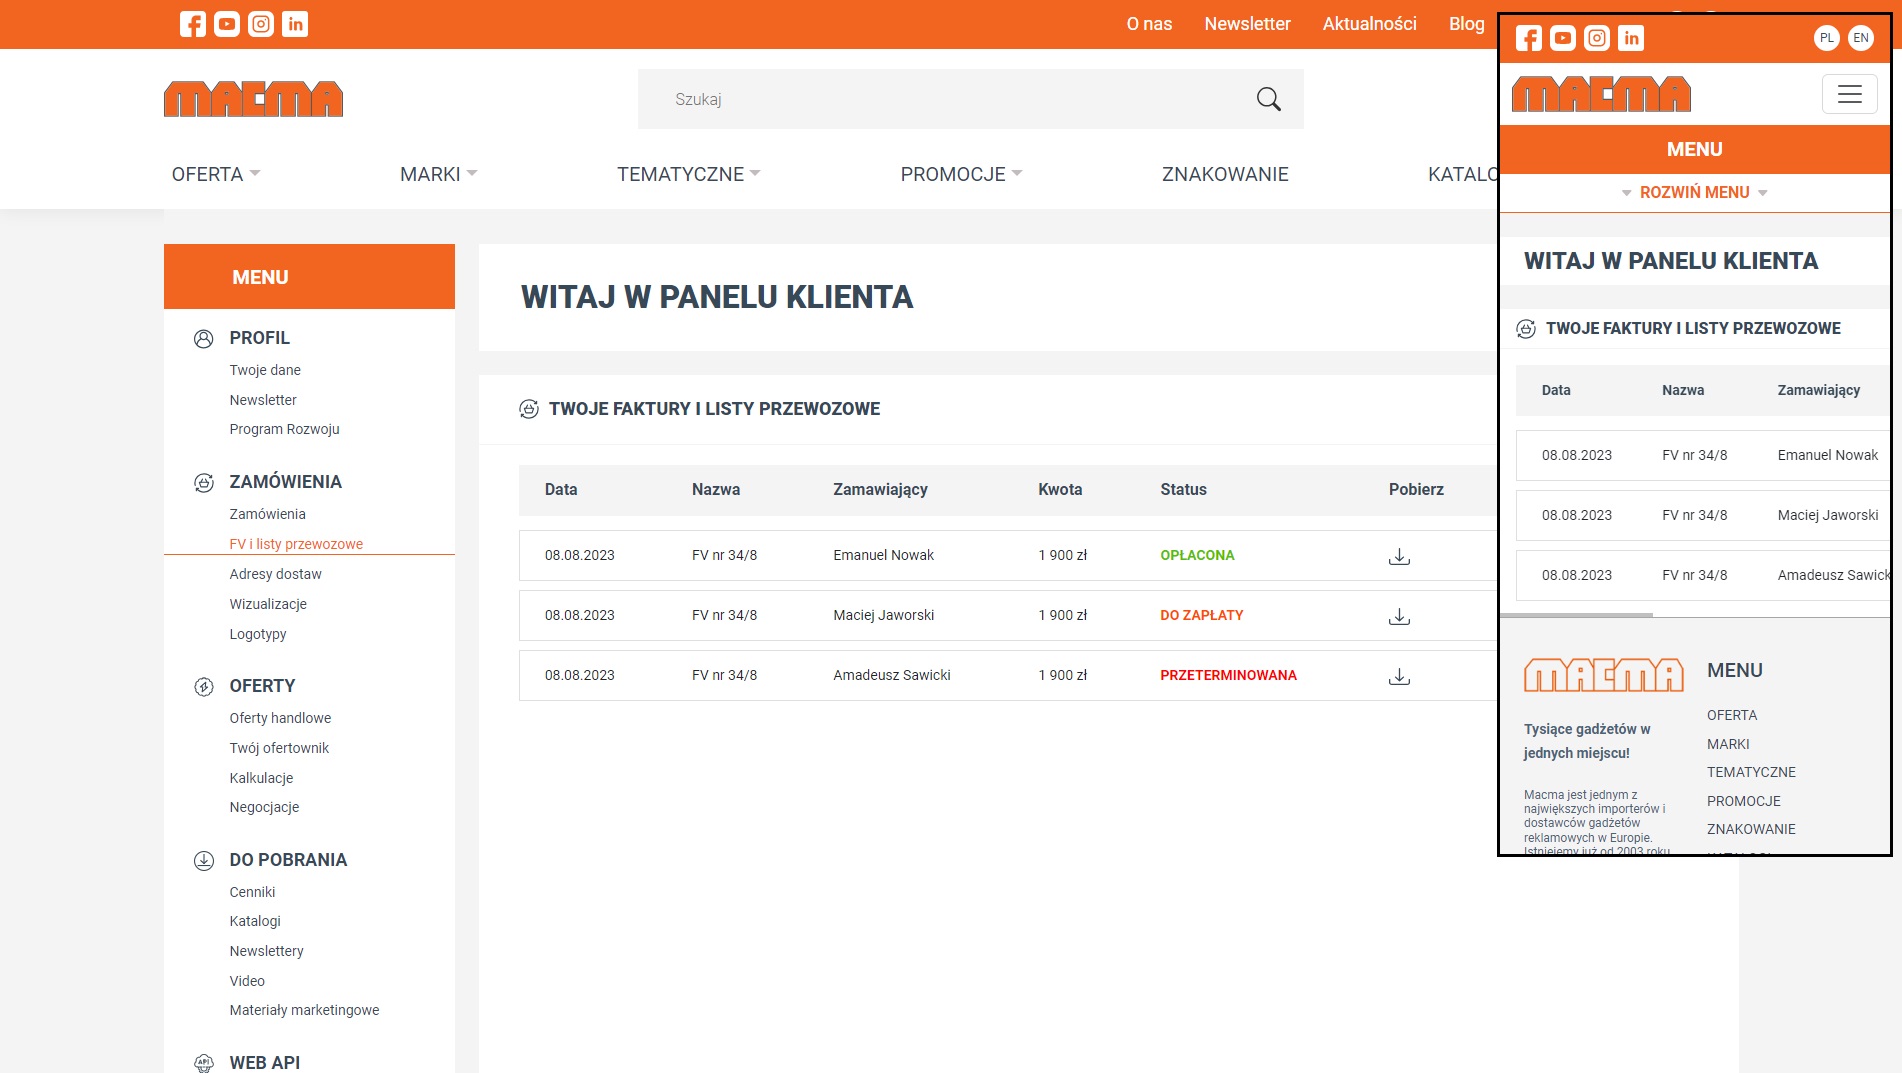 O nas Newsletter Aktualności Blog
MACMA
Szukaj
OFERTA MARKI TEMATYCZNE PROMOCJE ZNAKOWANIE KATALO
MENU
PROFIL
Twoje dane
Newsletter
Program Rozwoju
ZAMÓWIENIA
Zamówienia
FV i listy przewozowe
Adresy dostaw
Wizualizacje
Logotypy
OFERTY
Oferty handlowe
Twój ofertownik
Kalkulacje
Negocjacje
DO POBRANIA
Cenniki
Katalogi
Newslettery
Video
Materiały marketingowe
API
WEB API
WITAJ W PANELU KLIENTA
TWOJE FAKTURY I LISTY PRZEWOZOWE
Data Nazwa Zamawiający Kwota Status Pobierz
08.08.2023 FV nr 34/8 Emanuel Nowak 1 900 zł OPŁACONA
08.08.2023 FV nr 34/8 Maciej Jaworski 1 900 zł DO ZAPŁATY
08.08.2023 FV nr 34/8 Amadeusz Sawicki 1 900 zł PRZETERMINOWANA
PL EN
MACMA
MENU
ROZWIŃ MENU
WITAJ W PANELU KLIENTA
TWOJE FAKTURY I LISTY PRZEWOZOWE
Data Nazwa Zamawiający
08.08.2023 FV nr 34/8 Emanuel Nowak
08.08.2023 FV nr 34/8 Maciej Jaworski
08.08.2023 FV nr 34/8 Amadeusz Sawick
MACMA
Tysiące gadżetów w
jednych miejscu!
Macma jest jednym z
największych importerów i
dostawców gadżetów
reklamowych w Europie.
Istniejemy już od 2003 roku
MENU
OFERTA
MARKI
TEMATYCZNE
PROMOCJE
ZNAKOWANIE